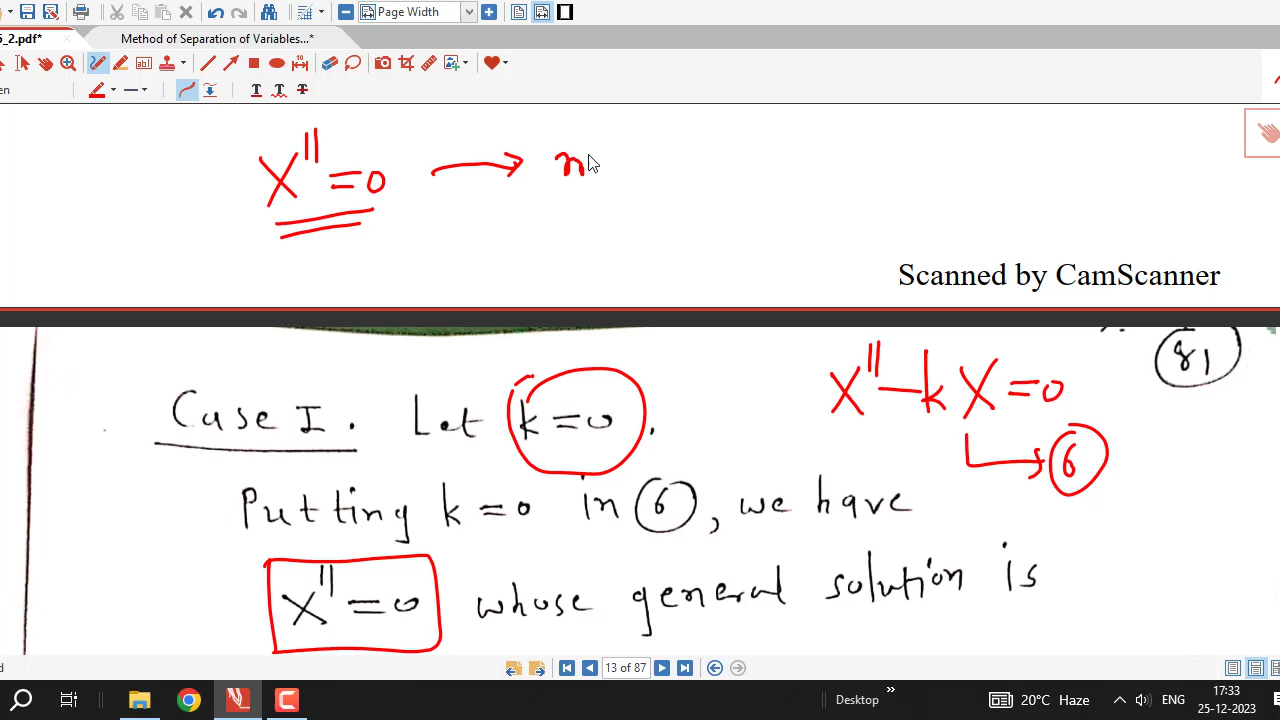 Page Width
5_2.pdf*
Method of Separation of Variables...*
X'' = 0 → m
Scanned by CamScanner
81
X'' - k X = 0
6
Case I. Let k = 0.
Putting k = 0 in 6, we have
X'' = 0 whose general solution is
13 of 87
Desktop
»
20°C Haze
ENG
17:33
25-12-2023